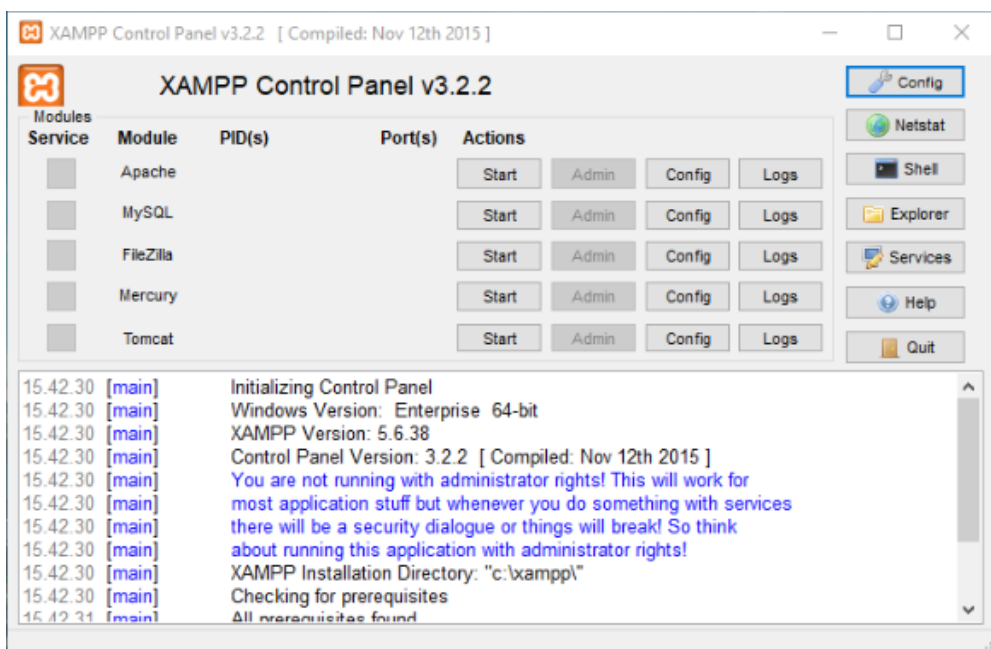 XAMPP Control Panel v3.2.2 [ Compiled: Nov 12th 2015 ]
XAMPP Control Panel v3.2.2
Config
Modules
Service Module PID(s) Port(s) Actions
Netstat
Apache Start Admin Config Logs
Shell
MySQL Start Admin Config Logs
Explorer
FileZilla Start Admin Config Logs
Services
Mercury Start Admin Config Logs
Help
Tomcat Start Admin Config Logs
Quit
15.42.30 [main] Initializing Control Panel
15.42.30 [main] Windows Version: Enterprise 64-bit
15.42.30 [main] XAMPP Version: 5.6.38
15.42.30 [main] Control Panel Version: 3.2.2 [ Compiled: Nov 12th 2015 ]
15.42.30 [main] You are not running with administrator rights! This will work for
15.42.30 [main] most application stuff but whenever you do something with services
15.42.30 [main] there will be a security dialogue or things will break! So think
15.42.30 [main] about running this application with administrator rights!
15.42.30 [main] XAMPP Installation Directory: "c:\xampp\"
15.42.30 [main] Checking for prerequisites
15.42.31 [main] All prerequisites found